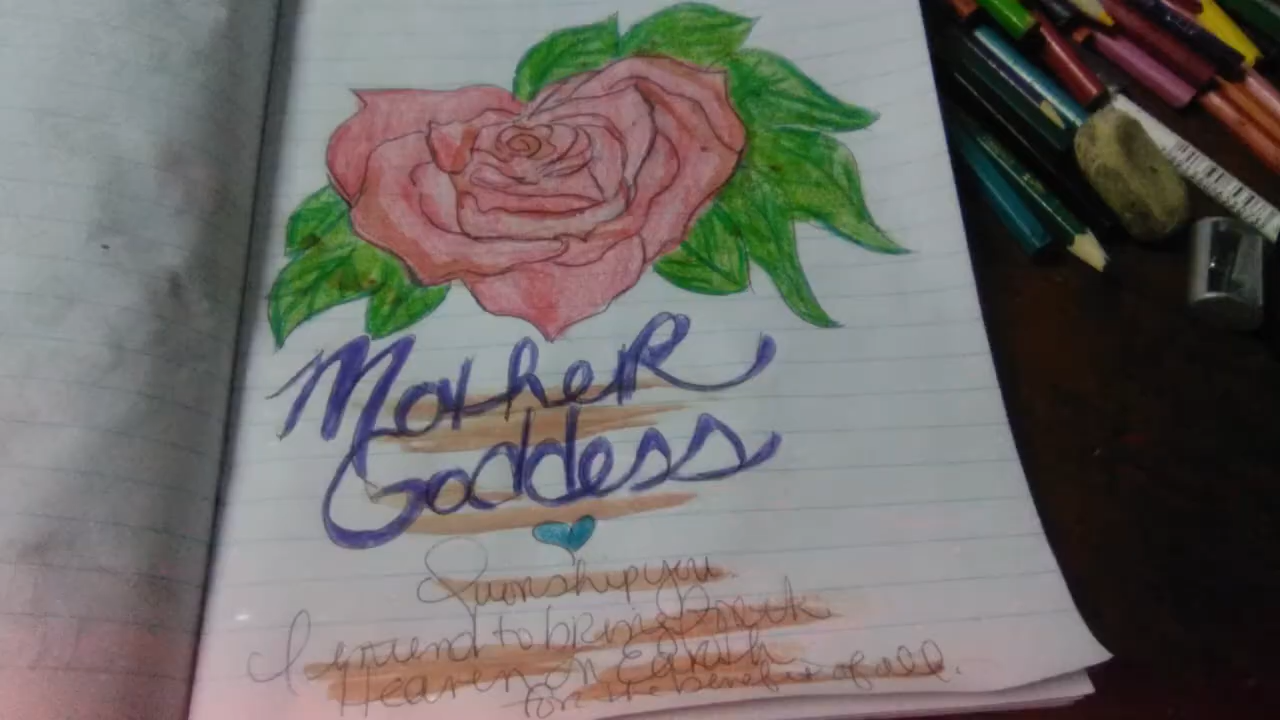 MotheR
Goddess
I worship you.
I intend to bring back
Heaven on Earth
for the benefit of all.